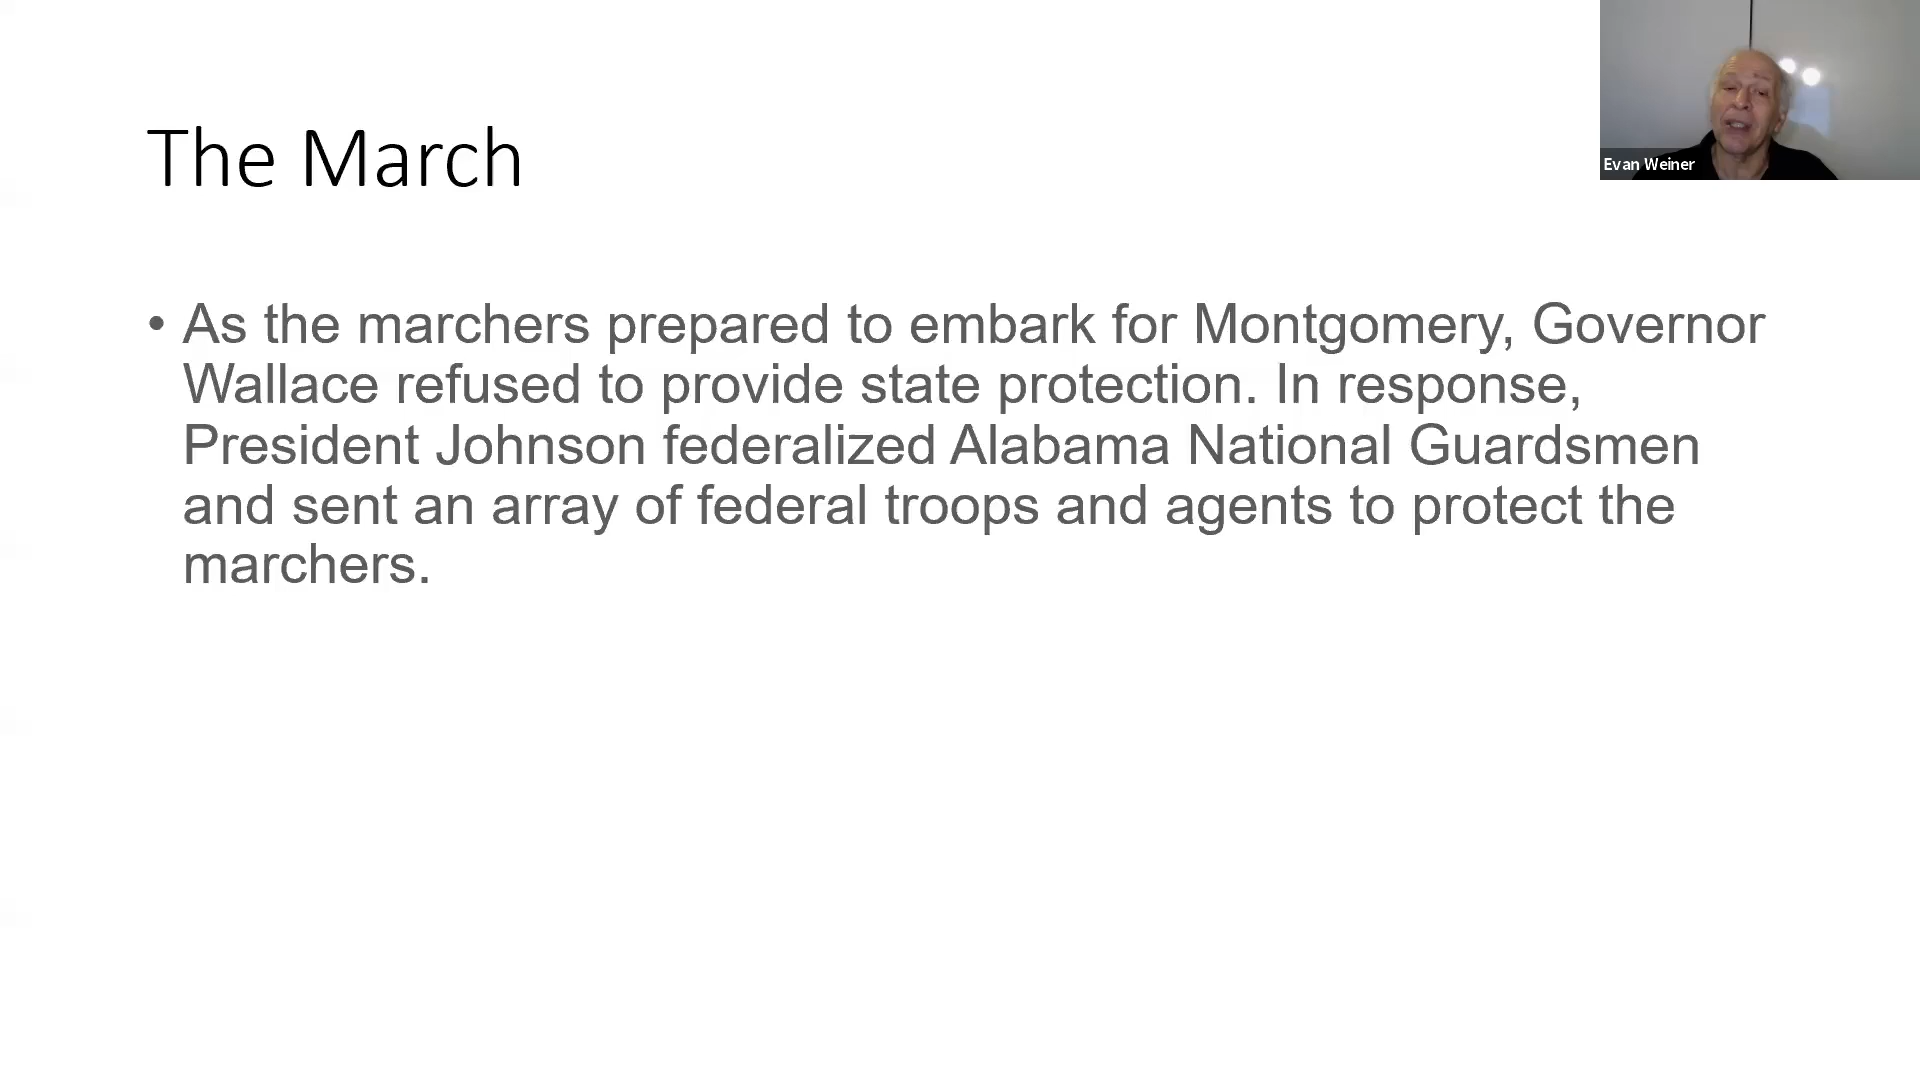 The March
Evan Weiner
• As the marchers prepared to embark for Montgomery, Governor
Wallace refused to provide state protection. In response,
President Johnson federalized Alabama National Guardsmen
and sent an array of federal troops and agents to protect the
marchers.